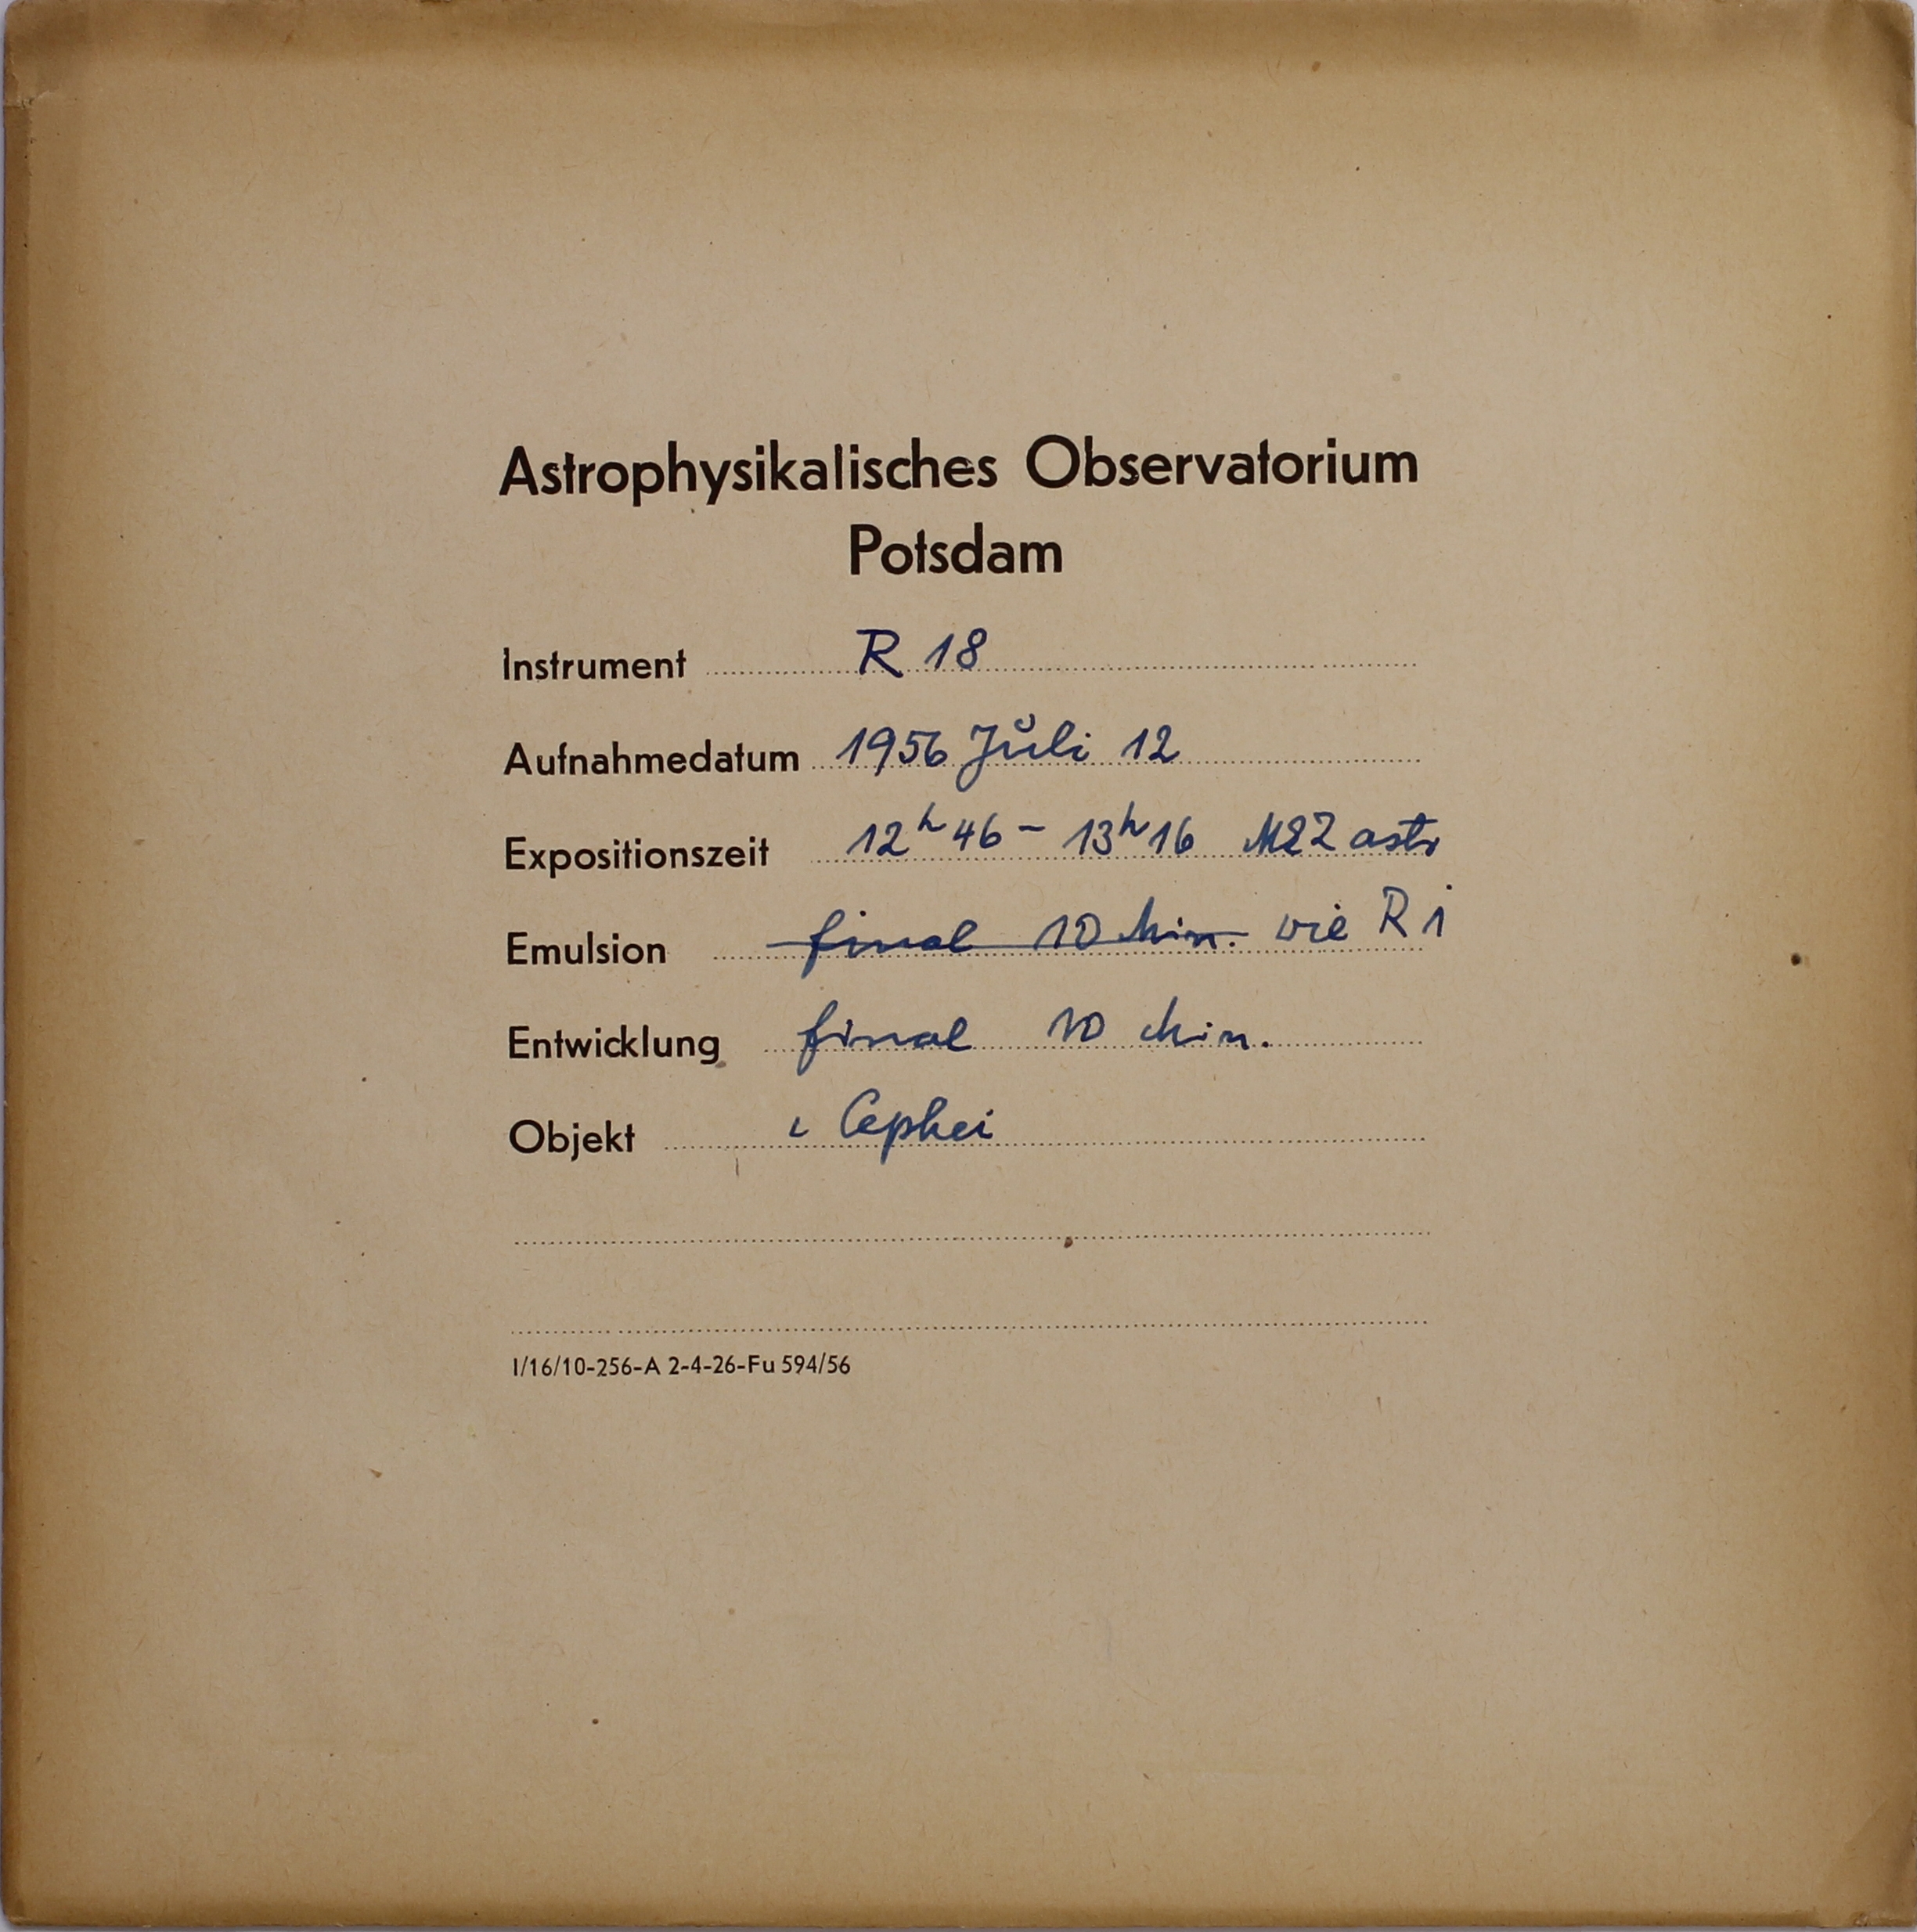 Astrophysikalisches Observatorium
Potsdam
Instrument R 18
Aufnahmedatum 1956 Juli 12
Expositionszeit 12h46 - 13h16 MEZ astr
Emulsion final 10 Min. wie R 1
Entwicklung final 10 Min.
Objekt ι Cephei
I/16/10-256-A 2-4-26-Fu 594/56